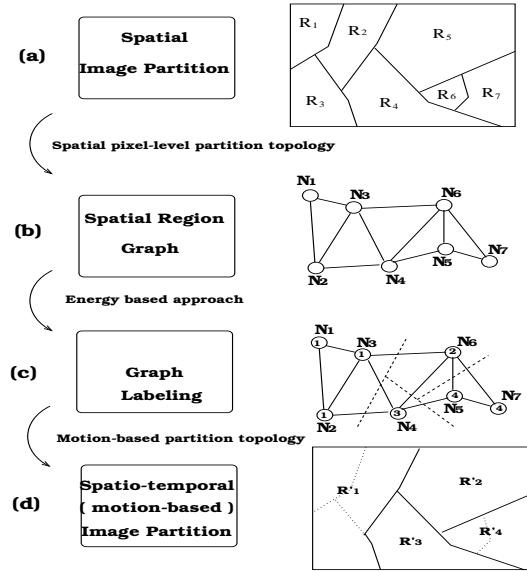 (a)
Spatial
Image Partition
R1
R2
R5
R3
R4
R6
R7
Spatial pixel-level partition topology
(b)
Spatial Region
Graph
N1
N3
N6
N2
N4
N5
N7
Energy based approach
(c)
Graph
Labeling
N1
N3
N6
1
1
2
1
3
4
4
N2
N4
N5
N7
Motion-based partition topology
(d)
Spatio-temporal
( motion-based )
Image Partition
R'1
R'2
R'3
R'4